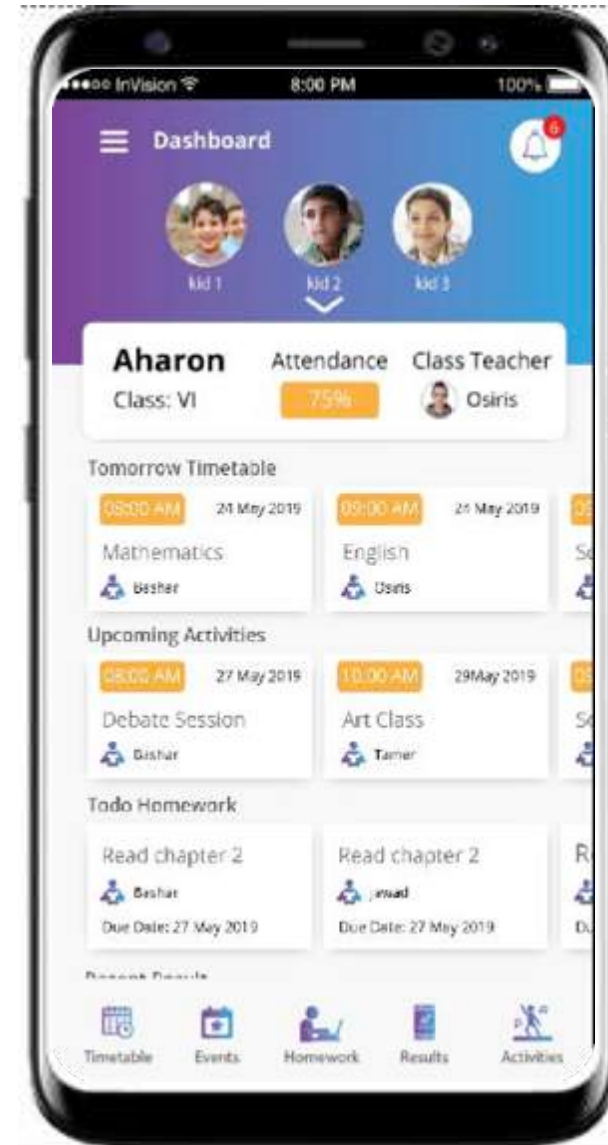 InVision 8:00 PM 100%
Dashboard 6
kid 1 kid 2 kid 3
Aharon Attendance Class Teacher
Class: VI 75% Osiris
Tomorrow Timetable
08:00 AM 24 May 2019 09:00 AM 24 May 2019
Mathematics English
Bashar Osiris
Upcoming Activities
08:00 AM 27 May 2019 10:00 AM 29May 2019
Debate Session Art Class
Bashar Tamer
Todo Homework
Read chapter 2 Read chapter 2
Bashar jawad
Due Date: 27 May 2019 Due Date: 27 May 2019
Recent Result
Timetable Events Homework Results Activities